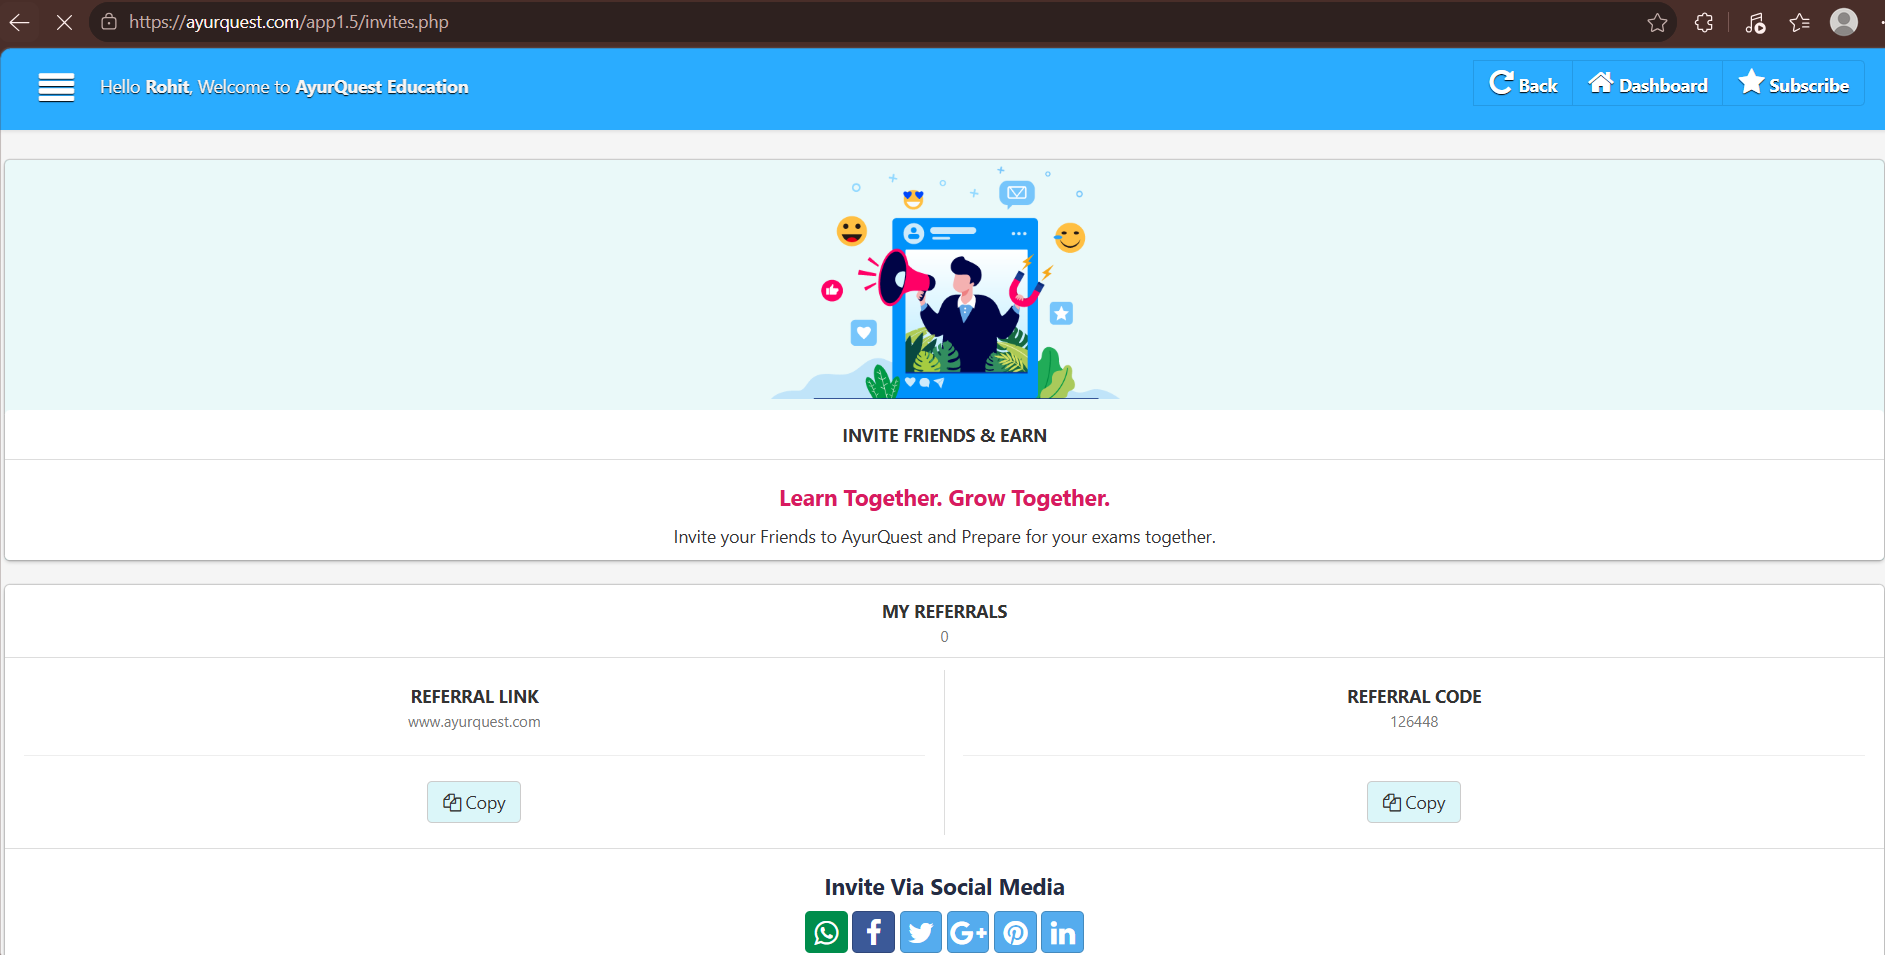 https://ayurquest.com/app1.5/invites.php
Hello Rohit, Welcome to AyurQuest Education
Back
Dashboard
Subscribe
INVITE FRIENDS & EARN
Learn Together. Grow Together.
Invite your Friends to AyurQuest and Prepare for your exams together.
MY REFERRALS
0
REFERRAL LINK
www.ayurquest.com
Copy
REFERRAL CODE
126448
Copy
Invite Via Social Media